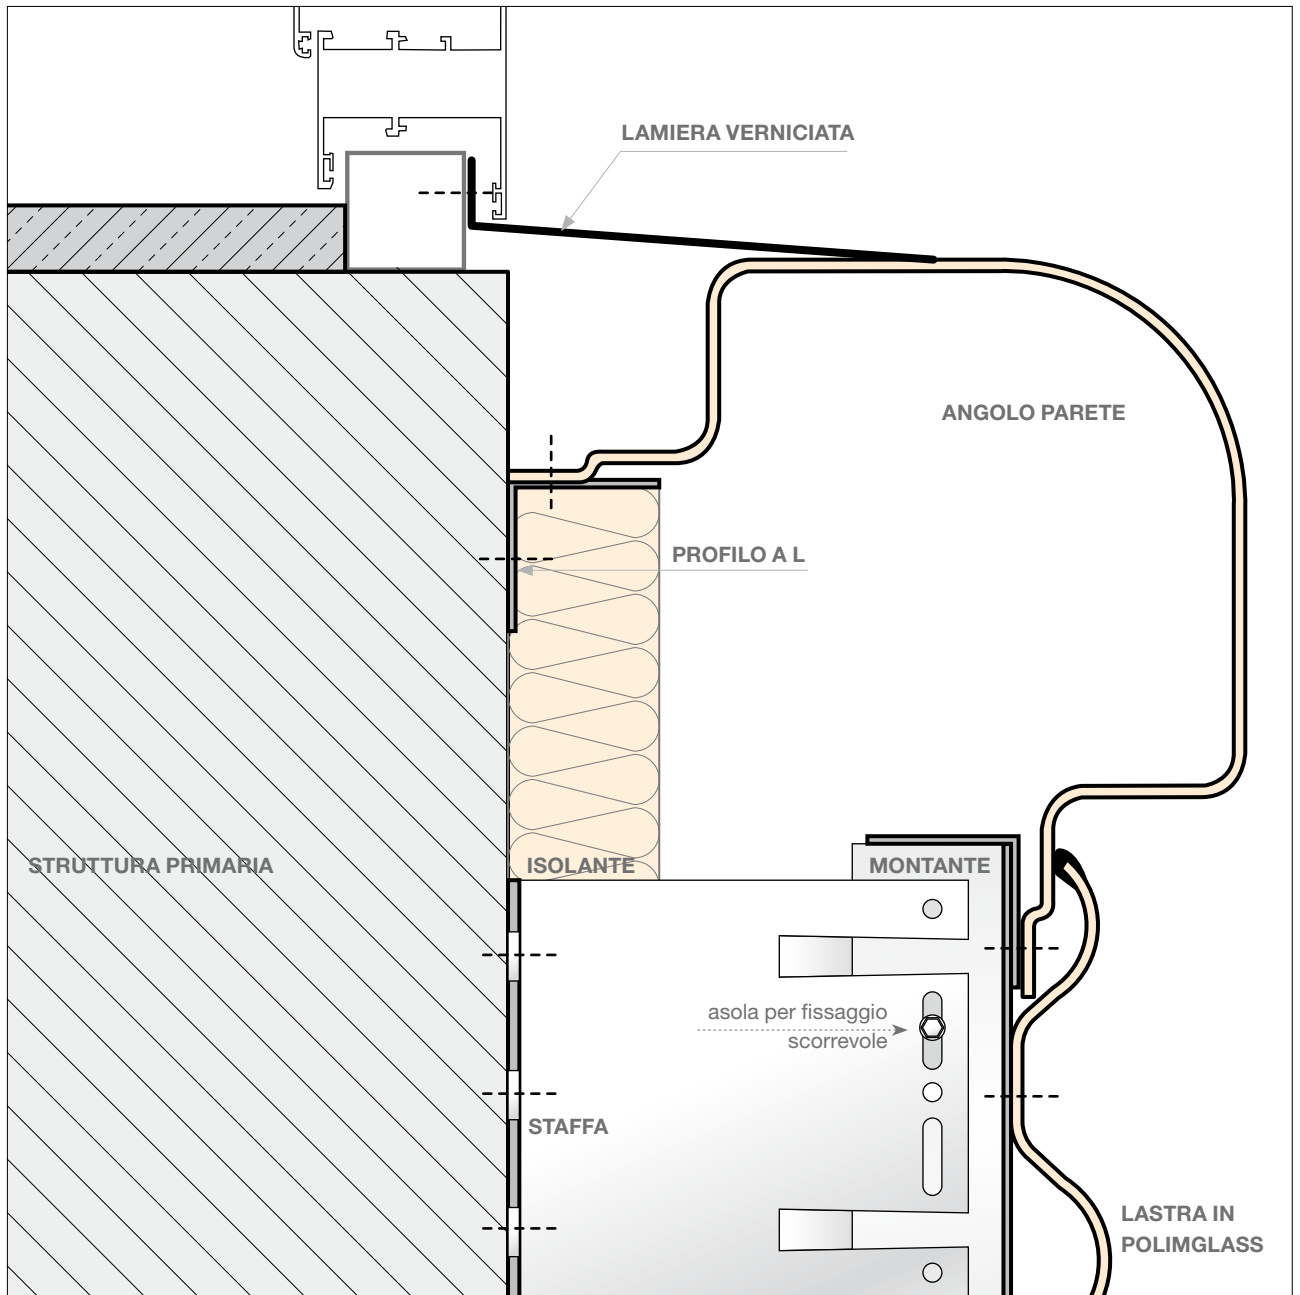 LAMIERA VERNICIATA
ANGOLO PARETE
PROFILO A L
STRUTTURA PRIMARIA
ISOLANTE
MONTANTE
asola per fissaggio
scorrevole
STAFFA
LASTRA IN
POLIMGLASS